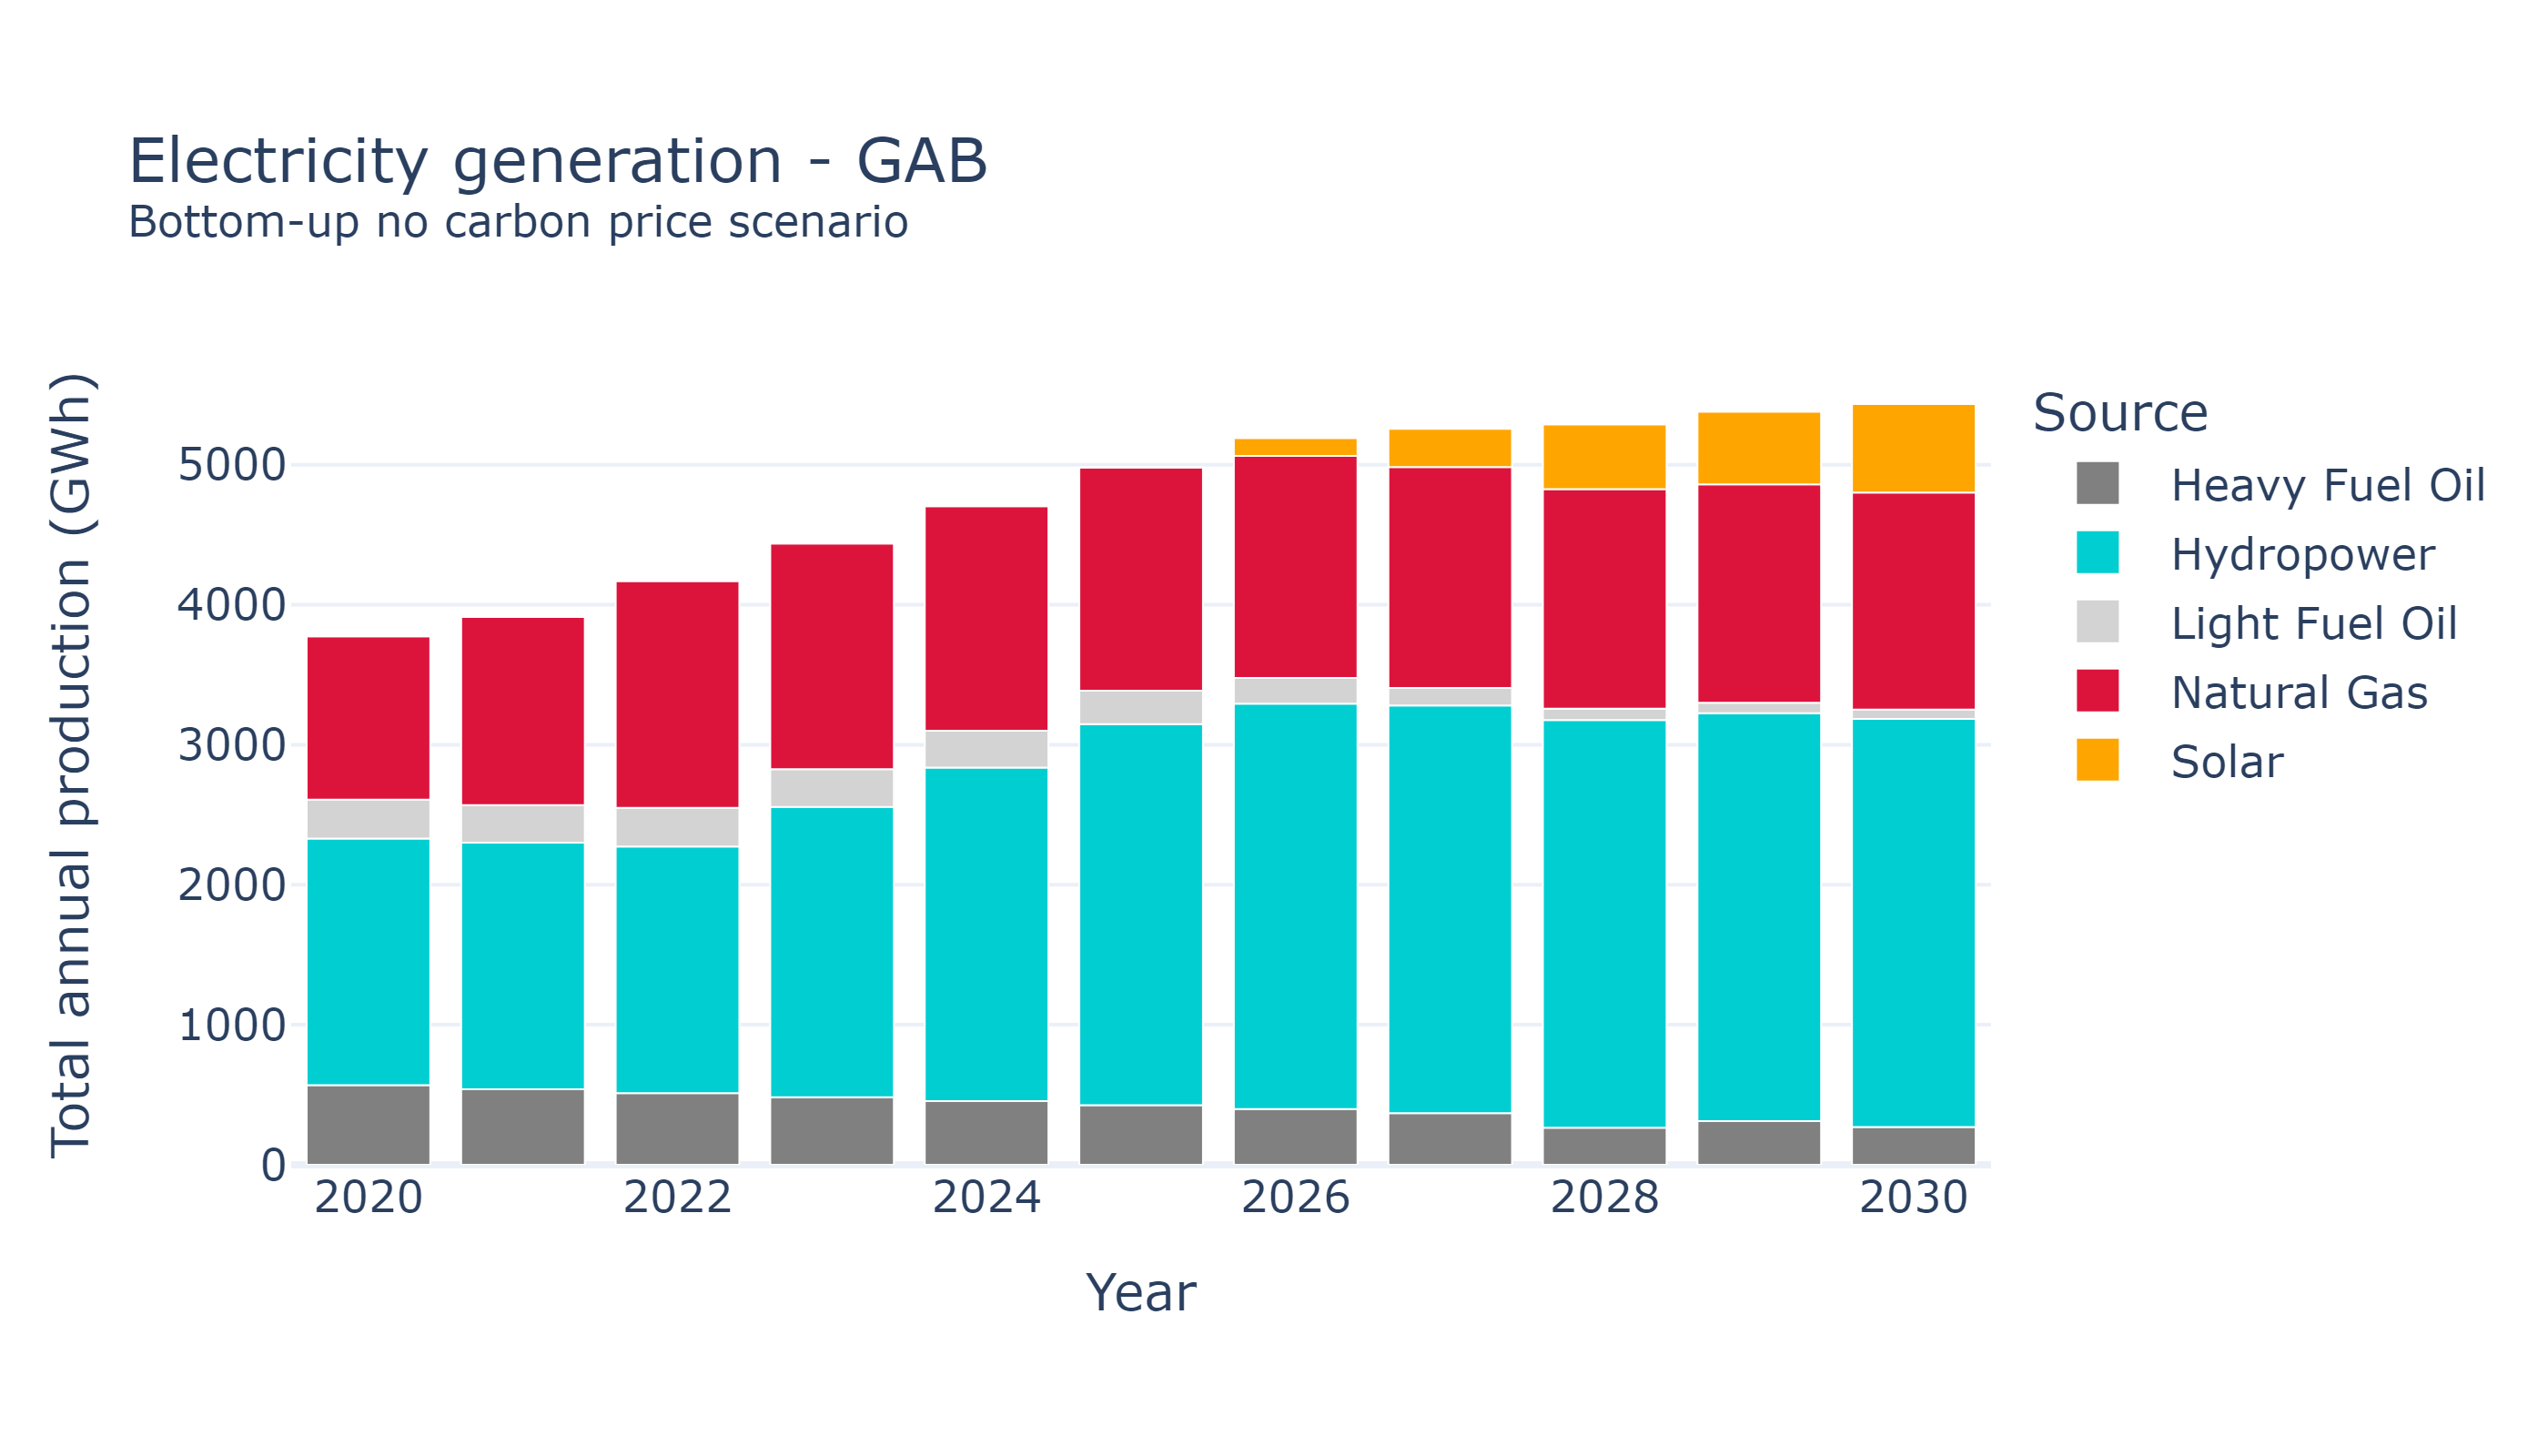 Electricity generation - GAB
Bottom-up no carbon price scenario
Total annual production (GWh)
5000
4000
3000
2000
1000
0
2020 2022 2024 2026 2028 2030
Year
Source
Heavy Fuel Oil
Hydropower
Light Fuel Oil
Natural Gas
Solar